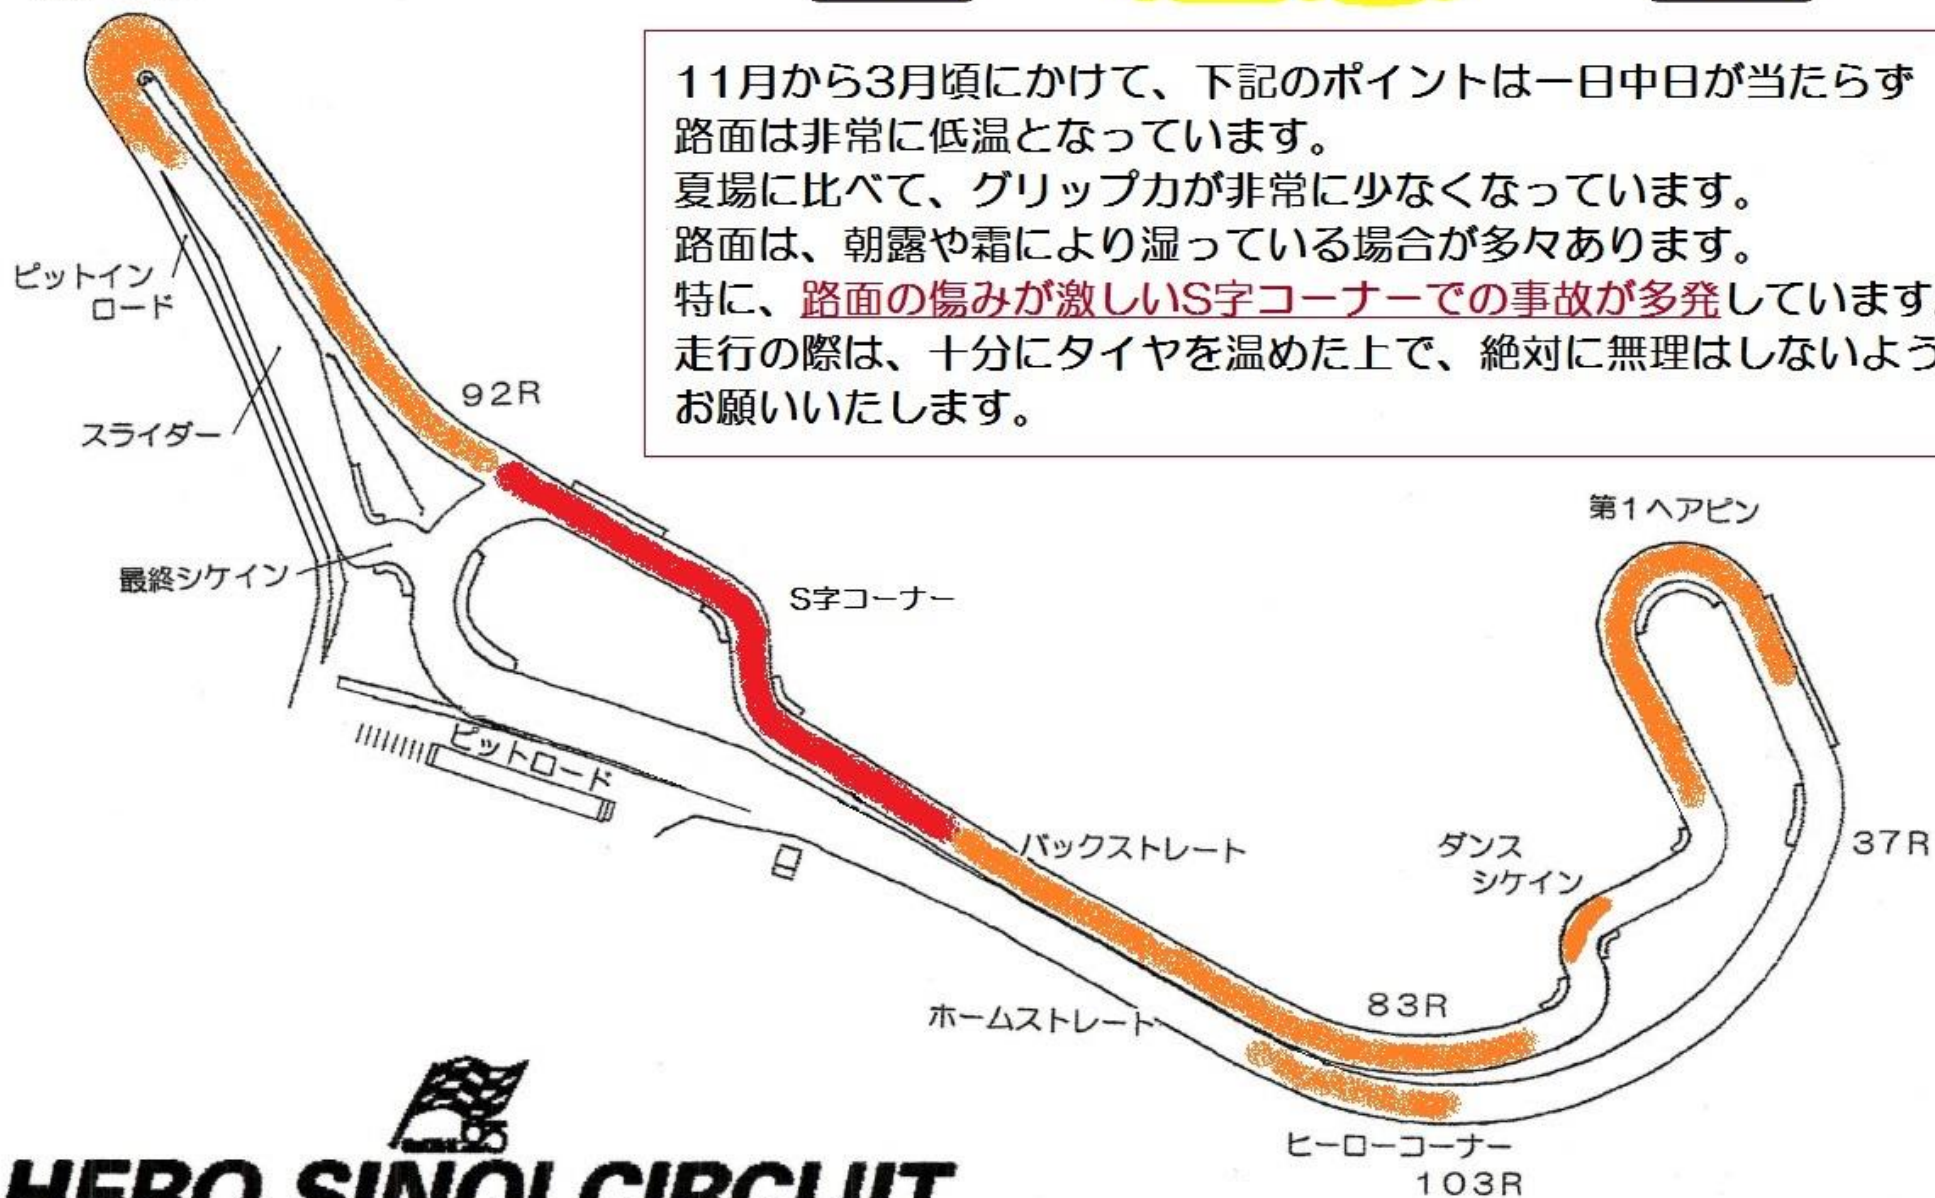 11月から3月頃にかけて、下記のポイントは一日中日が当たらず
路面は非常に低温となっています。
夏場に比べて、グリップ力が非常に少なくなっています。
路面は、朝露や霜により湿っている場合が多々あります。
特に、路面の傷みが激しいS字コーナーでの事故が多発しています。
走行の際は、十分にタイヤを温めた上で、絶対に無理はしないよう
お願いいたします。
ピットイン
ロード
92R
スライダー
第1ヘアピン
最終シケイン
S字コーナー
ピットロード
バックストレート
ダンス
シケイン
37R
83R
ホームストレート
ヒーローコーナー
103R
HERO SINOI CIRCUIT